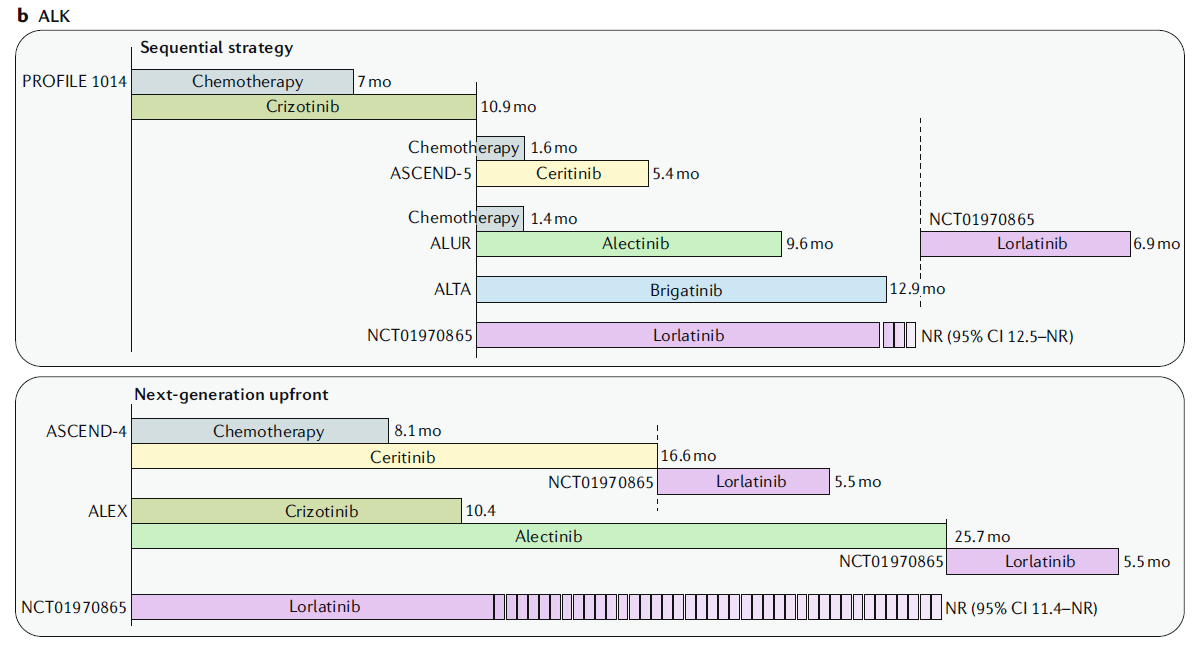 b ALK
Sequential strategy
PROFILE 1014
Chemotherapy
7 mo
Crizotinib
10.9 mo
Chemotherapy
1.6 mo
ASCEND-5
Ceritinib
5.4 mo
Chemotherapy
1.4 mo
NCT01970865
ALUR
Alectinib
9.6 mo
Lorlatinib
6.9 mo
ALTA
Brigatinib
12.9 mo
NCT01970865
Lorlatinib
NR (95% CI 12.5–NR)
Next-generation upfront
ASCEND-4
Chemotherapy
8.1 mo
Ceritinib
16.6 mo
NCT01970865
Lorlatinib
5.5 mo
ALEX
Crizotinib
10.4
Alectinib
25.7 mo
NCT01970865
Lorlatinib
5.5 mo
NCT01970865
Lorlatinib
NR (95% CI 11.4–NR)